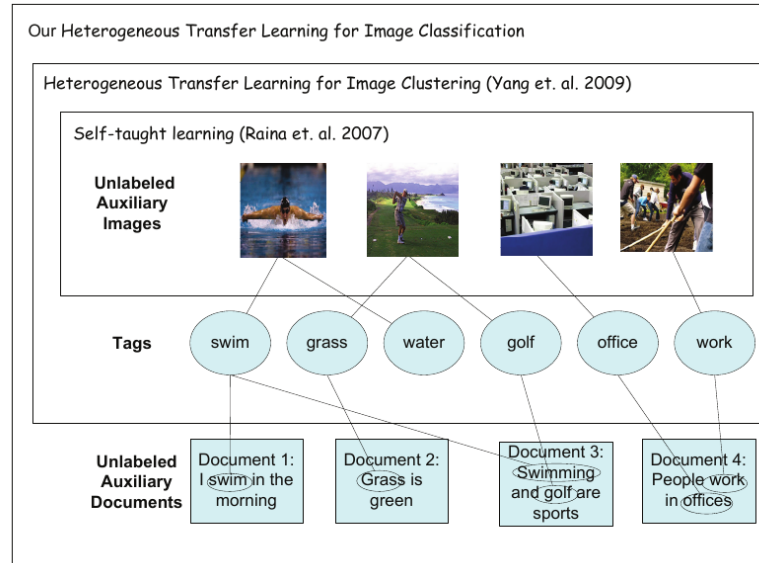 Our Heterogeneous Transfer Learning for Image Classification
Heterogeneous Transfer Learning for Image Clustering (Yang et. al. 2009)
Self-taught learning (Raina et. al. 2007)
Unlabeled
Auxiliary
Images
Tags
swim
grass
water
golf
office
work
Unlabeled
Auxiliary
Documents
Document 1:
I swim in the
morning
Document 2:
Grass is
green
Document 3:
Swimming
and golf are
sports
Document 4:
People work
in offices